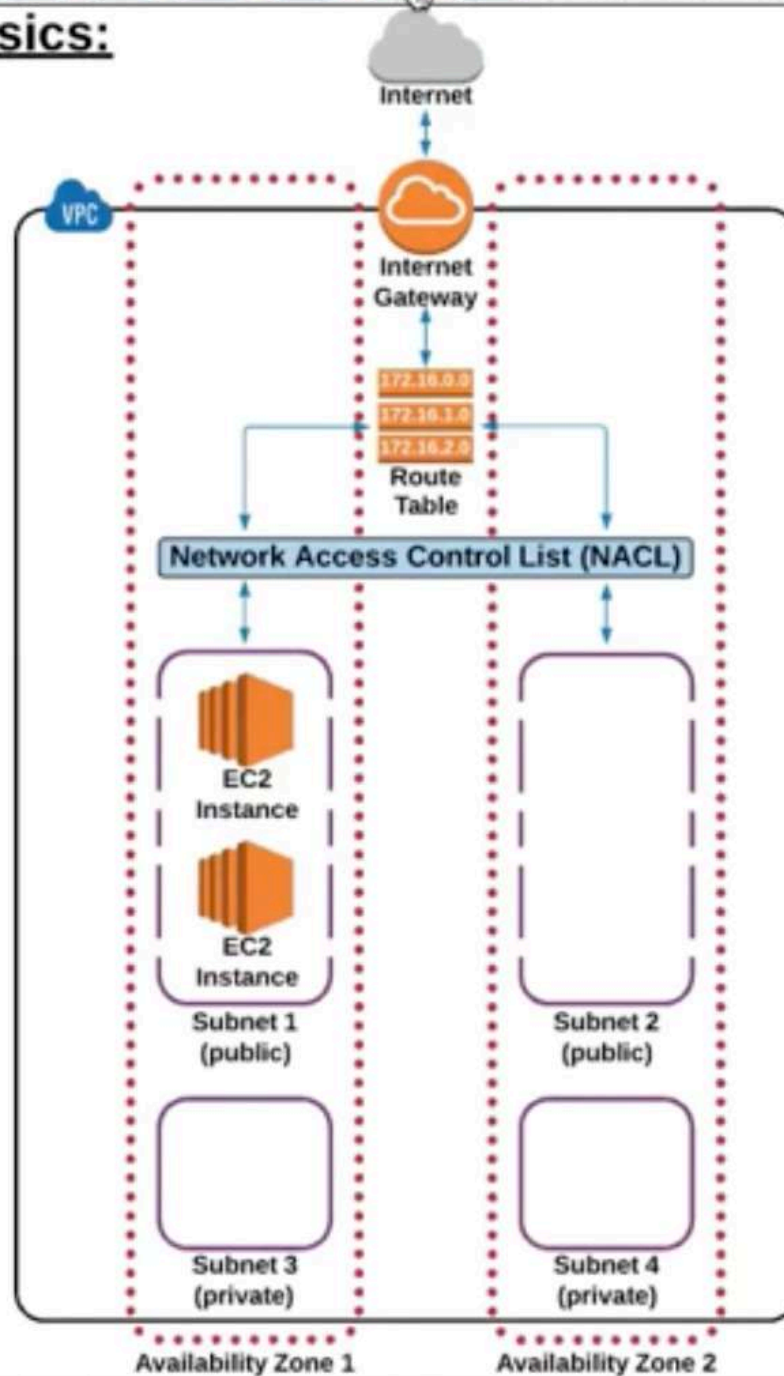 sics:
Internet
VPC
Internet
Gateway
172.16.0.0
172.16.1.0
172.16.2.0
Route
Table
Network Access Control List (NACL)
EC2
Instance
EC2
Instance
Subnet 1
(public)
Subnet 2
(public)
Subnet 3
(private)
Subnet 4
(private)
Availability Zone 1
Availability Zone 2